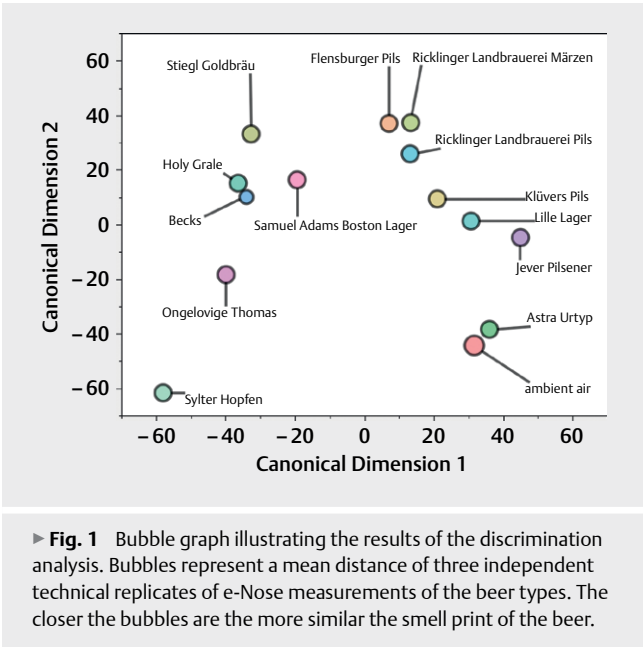 Canonical Dimension 2
60
40
20
0
– 20
– 40
– 60
Stiegl Goldbräu
Flensburger Pils
Ricklinger Landbrauerei Märzen
Ricklinger Landbrauerei Pils
Holy Grale
Becks
Samuel Adams Boston Lager
Klüvers Pils
Lille Lager
Jever Pilsener
Ongelovige Thomas
Astra Urtyp
ambient air
Sylter Hopfen
– 60
– 40
– 20
0
20
40
60
Canonical Dimension 1
▶ Fig. 1 Bubble graph illustrating the results of the discrimination
analysis. Bubbles represent a mean distance of three independent
technical replicates of e-Nose measurements of the beer types. The
closer the bubbles are the more similar the smell print of the beer.